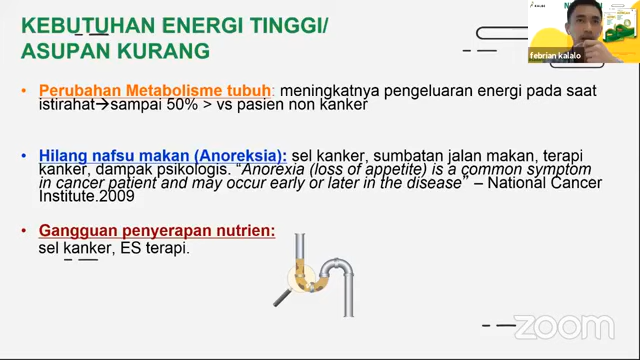 KEBUTUHAN ENERGI TINGGI/
ASUPAN KURANG
• Perubahan Metabolisme tubuh: meningkatnya pengeluaran energi pada saat
istirahat→sampai 50% > vs pasien non kanker
• Hilang nafsu makan (Anoreksia): sel kanker, sumbatan jalan makan, terapi
kanker, dampak psikologis. “Anorexia (loss of appetite) is a common symptom
in cancer patient and may occur early or later in the disease” – National Cancer
Institute.2009
• Gangguan penyerapan nutrien:
sel kanker, ES terapi.
febrian kalalo
zoom